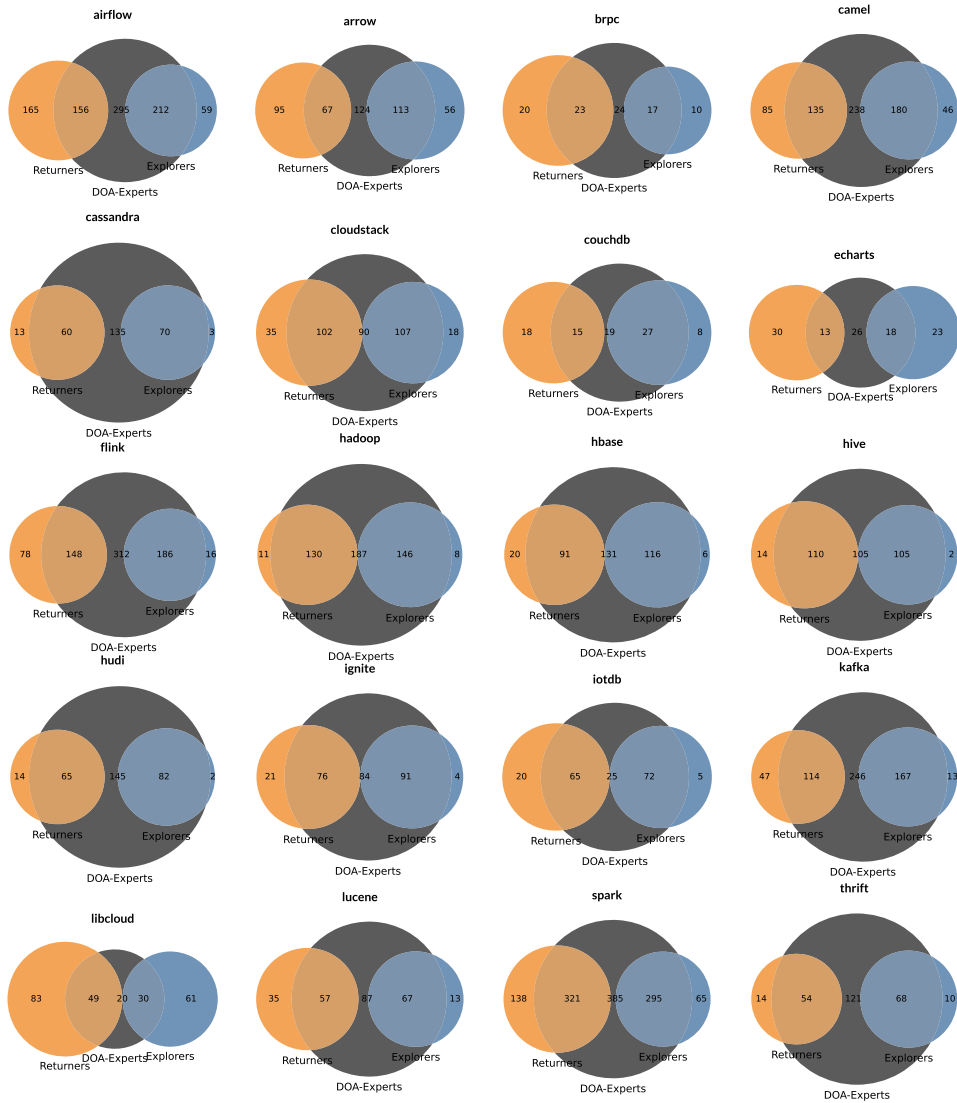 airflow
165 156 295 212 59
Returners
Explorers
DOA-Experts
arrow
95 67 124 113 56
Returners
Explorers
DOA-Experts
brpc
20 23 24 17 10
Returners
Explorers
DOA-Experts
camel
85 135 238 180 46
Returners
Explorers
DOA-Experts
cassandra
13 60 135 70 3
Returners
Explorers
DOA-Experts
cloudstack
35 102 90 107 18
Returners
Explorers
DOA-Experts
couchdb
18 15 19 27 8
Returners
Explorers
DOA-Experts
echarts
30 13 26 18 23
Returners
Explorers
DOA-Experts
flink
78 148 312 186 16
Returners
Explorers
DOA-Experts
hadoop
11 130 187 146 8
Returners
Explorers
DOA-Experts
hbase
20 91 131 116 6
Returners
Explorers
DOA-Experts
hive
14 110 105 105 2
Returners
Explorers
DOA-Experts
hudi
14 65 145 82 2
Returners
Explorers
DOA-Experts
ignite
21 76 84 91 4
Returners
Explorers
DOA-Experts
iotdb
20 65 25 72 5
Returners
Explorers
DOA-Experts
kafka
47 114 246 167 13
Returners
Explorers
DOA-Experts
libcloud
83 49 20 30 61
Returners
DOA-Experts
Explorers
lucene
35 57 87 67 13
Returners
Explorers
DOA-Experts
spark
138 321 385 295 65
Returners
Explorers
DOA-Experts
thrift
14 54 121 68 10
Returners
Explorers
DOA-Experts